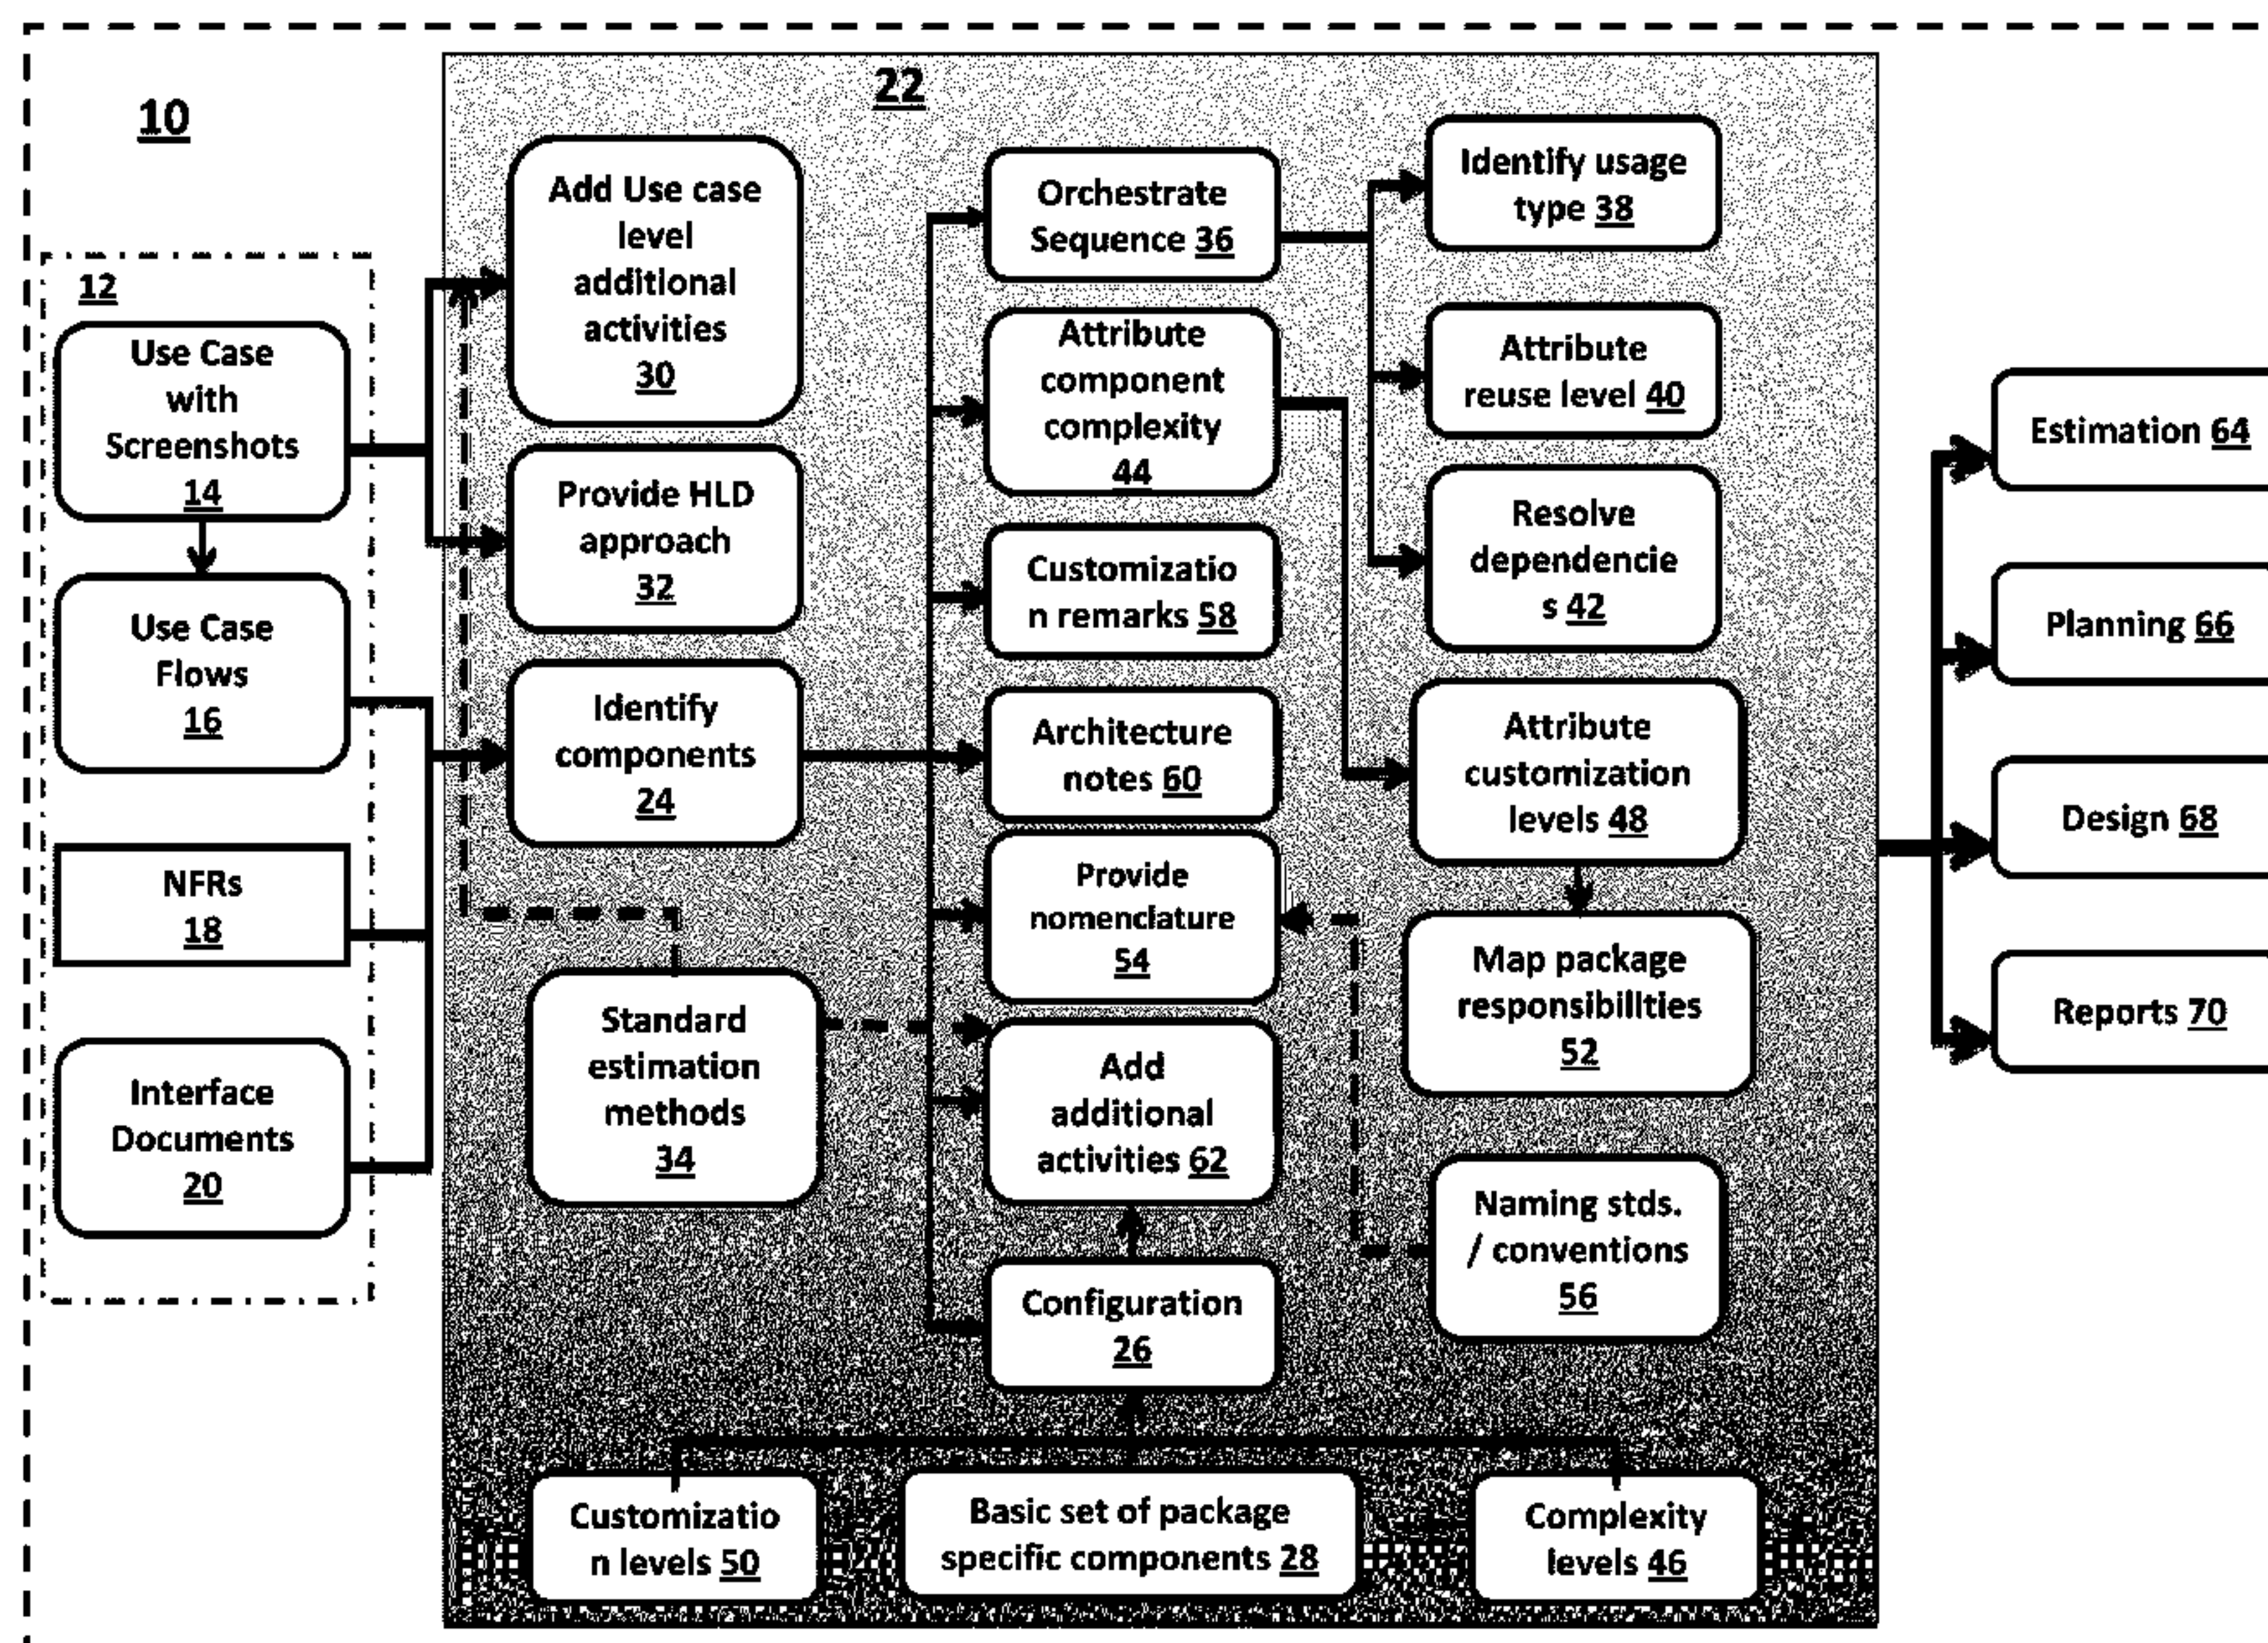 10
22
12
Use Case
with
Screenshots
14
Use Case
Flows
16
NFRs
18
Interface
Documents
20
Add Use case
level
additional
activities
30
Provide HLD
approach
32
Identify
components
24
Standard
estimation
methods
34
Orchestrate
Sequence 36
Attribute
component
complexity
44
Customizatio
n remarks 58
Architecture
notes 60
Provide
nomenclature
54
Add
additional
activities 62
Configuration
26
Identify usage
type 38
Attribute
reuse level 40
Resolve
dependencie
s 42
Attribute
customization
levels 48
Map package
responsibilities
52
Naming stds.
/ conventions
56
Customizatio
n levels 50
Basic set of package
specific components 28
Complexity
levels 46
Estimation 64
Planning 66
Design 68
Reports 70